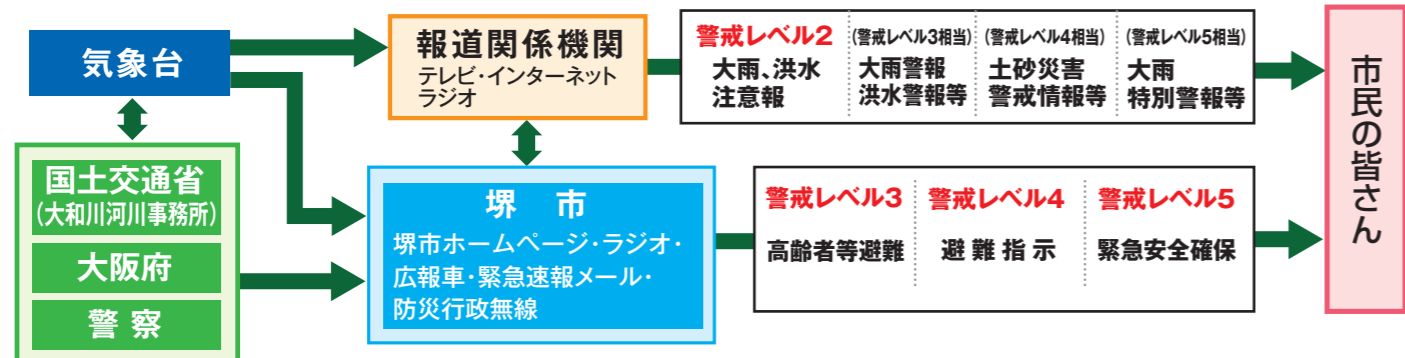 気象台
国土交通省
(大和川河川事務所)
大阪府
警察
報道関係機関
テレビ・インターネット
ラジオ
堺 市
堺市ホームページ・ラジオ・
広報車・緊急速報メール・
防災行政無線
警戒レベル2
大雨、洪水
注意報
(警戒レベル3相当)
大雨警報
洪水警報等
(警戒レベル4相当)
土砂災害
警戒情報等
(警戒レベル5相当)
大雨
特別警報等
警戒レベル3
高齢者等避難
警戒レベル4
避難指示
警戒レベル5
緊急安全確保
市民の皆さん